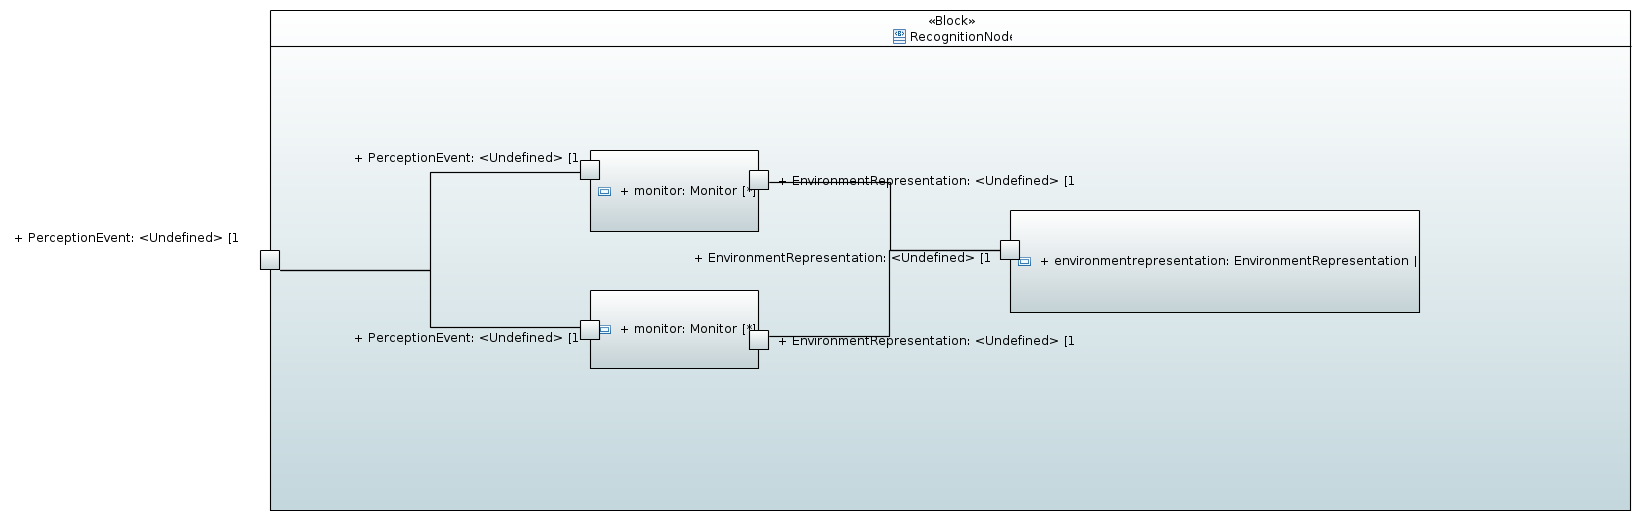 «Block»
RecognitionNode
+ PerceptionEvent: <Undefined> [1
+ monitor: Monitor [*]
+ EnvironmentRepresentation: <Undefined> [1
+ PerceptionEvent: <Undefined> [1
+ EnvironmentRepresentation: <Undefined> [1
+ environmentrepresentation: EnvironmentRepresentation
+ PerceptionEvent: <Undefined> [1
+ monitor: Monitor [*]
+ EnvironmentRepresentation: <Undefined> [1